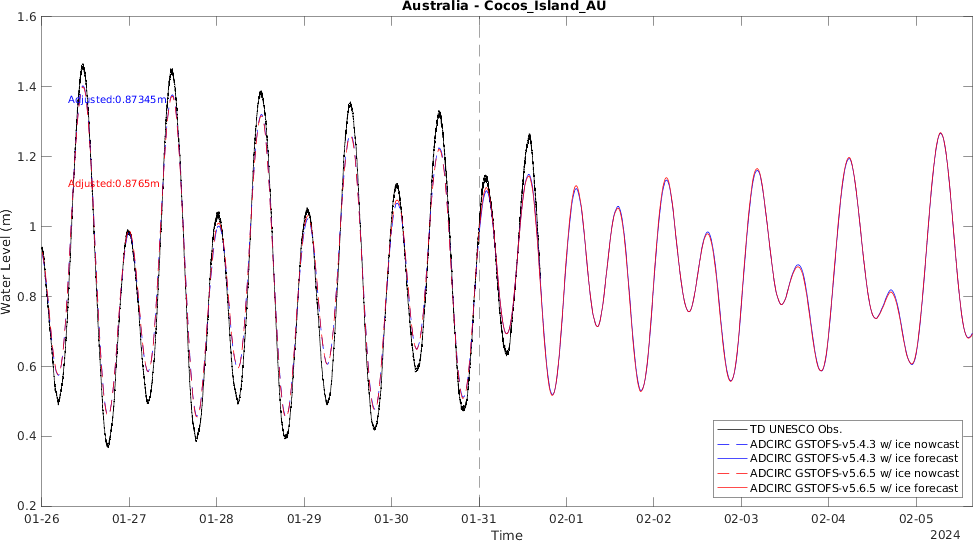 Australia - Cocos_Island_AU
1.6
1.4
Adjusted:0.87345m
1.2
Adjusted:0.8765m
1
0.8
0.6
0.4
0.2
Water Level (m)
TD UNESCO Obs.
ADCIRC GSTOFS-v5.4.3 w/ ice nowcast
ADCIRC GSTOFS-v5.4.3 w/ ice forecast
ADCIRC GSTOFS-v5.6.5 w/ ice nowcast
ADCIRC GSTOFS-v5.6.5 w/ ice forecast
01-26 01-27 01-28 01-29 01-30 01-31 02-01 02-02 02-03 02-04 02-05
Time
2024